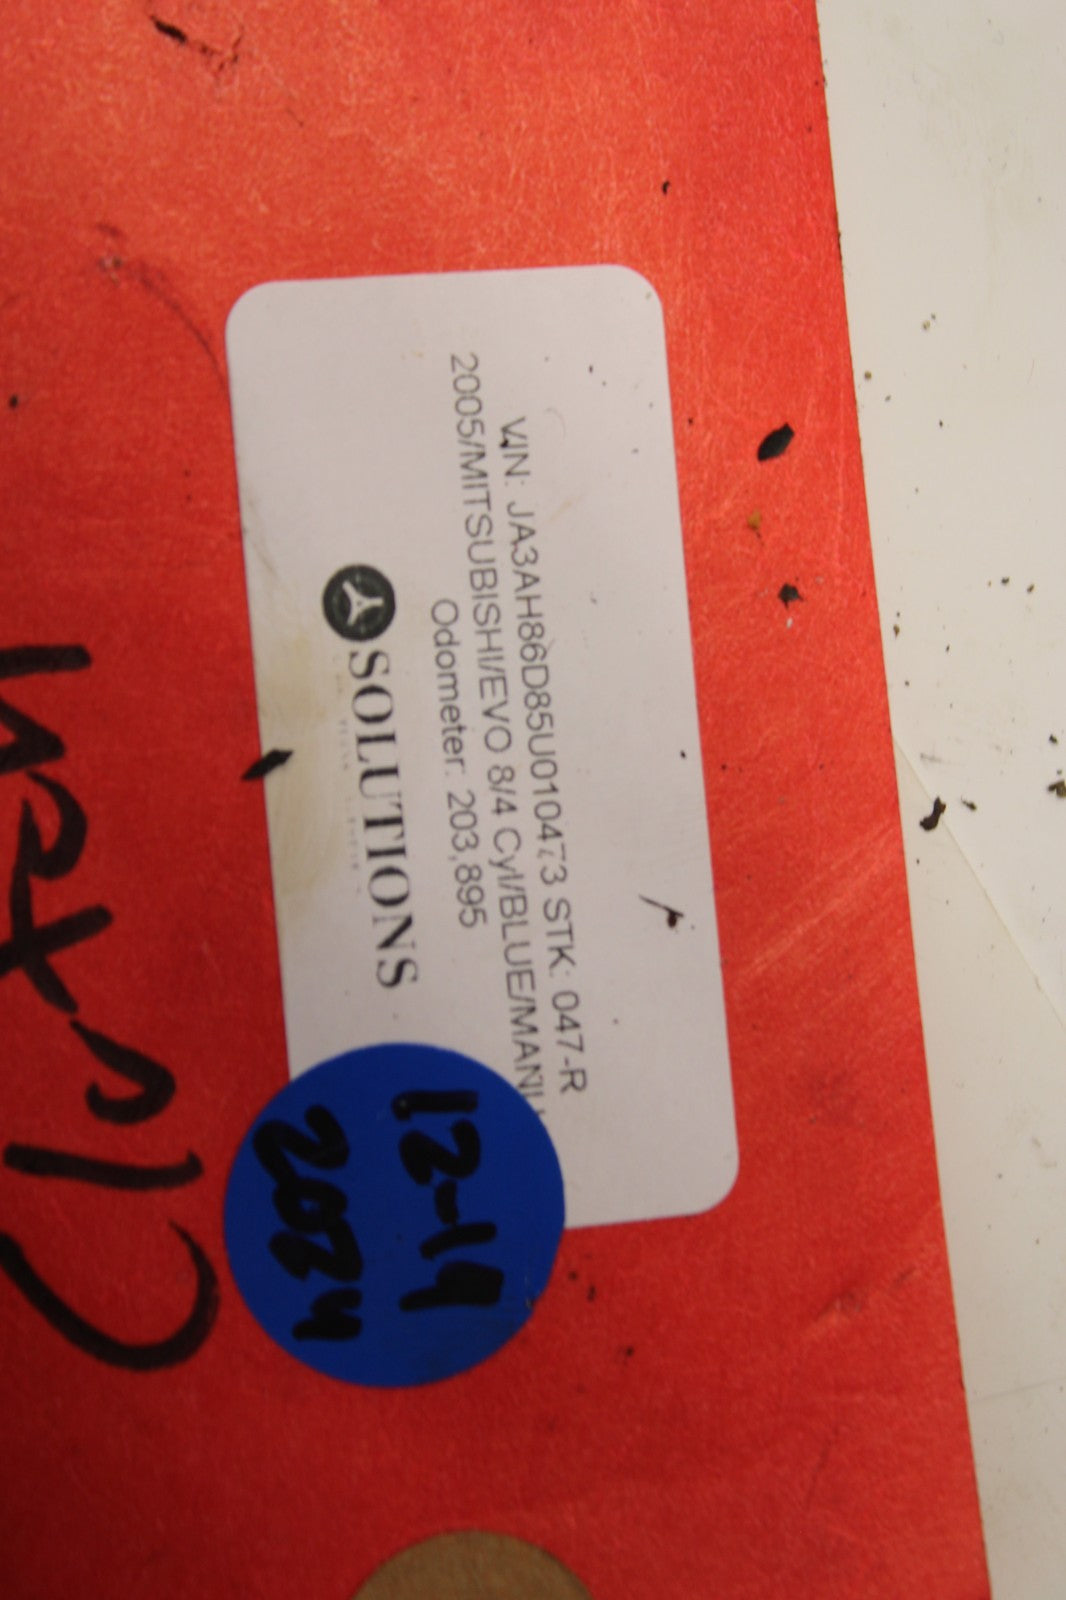 VIN: JA3AH86D85U010473 STK: 047-R
2005/MITSUBISHI/EVO 8/4 Cyl/BLUE/MANU
Odometer: 203,895
SOLUTIONS
12-19
2024